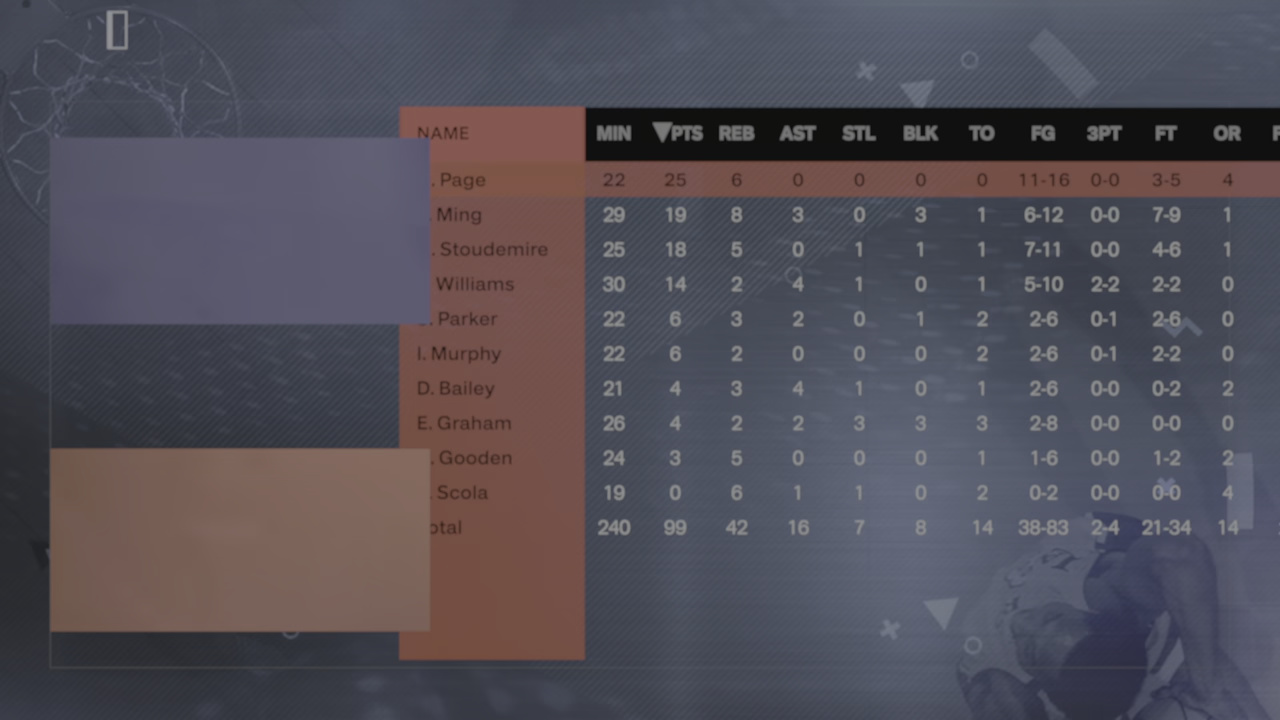 NAME MIN ▼PTS REB AST STL BLK TO FG 3PT FT OR
. Page 22 25 6 0 0 0 0 11-16 0-0 3-5 4
. Ming 29 19 8 3 0 3 1 6-12 0-0 7-9 1
. Stoudemire 25 18 5 0 1 1 1 7-11 0-0 4-6 1
Williams 30 14 2 4 1 0 1 5-10 2-2 2-2 0
. Parker 22 6 3 2 0 1 2 2-6 0-1 2-6 0
I. Murphy 22 6 2 0 0 0 2 2-6 0-1 2-2 0
D. Bailey 21 4 3 4 1 0 1 2-6 0-0 0-2 2
E. Graham 26 4 2 2 3 3 3 2-8 0-0 0-0 0
. Gooden 24 3 5 0 0 0 1 1-6 0-0 1-2 2
. Scola 19 0 6 1 1 0 2 0-2 0-0 0-0 4
otal 240 99 42 16 7 8 14 38-83 2-4 21-34 14